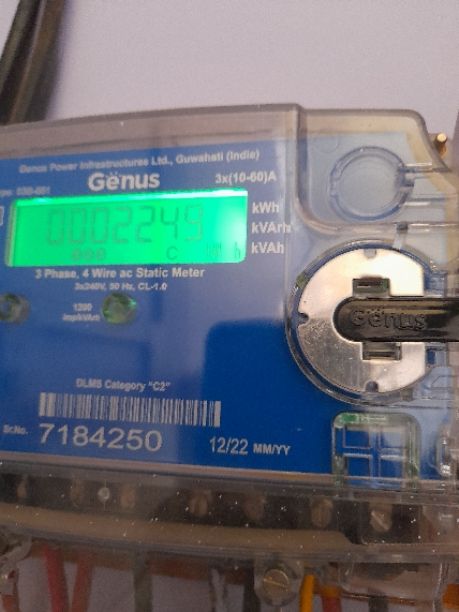 Genus Power Infrastructures Ltd., Guwahati (India)
Genus 3x(10-60)A
0002249 kWh
kVArh
000 C kVAh
3 Phase, 4 Wire ac Static Meter
3x240V, 50 Hz, CL-1.0
1200
imp/kVArh
Genus
DLMS Category "C2"
Sr.No. 7184250 12/22 MM/YY